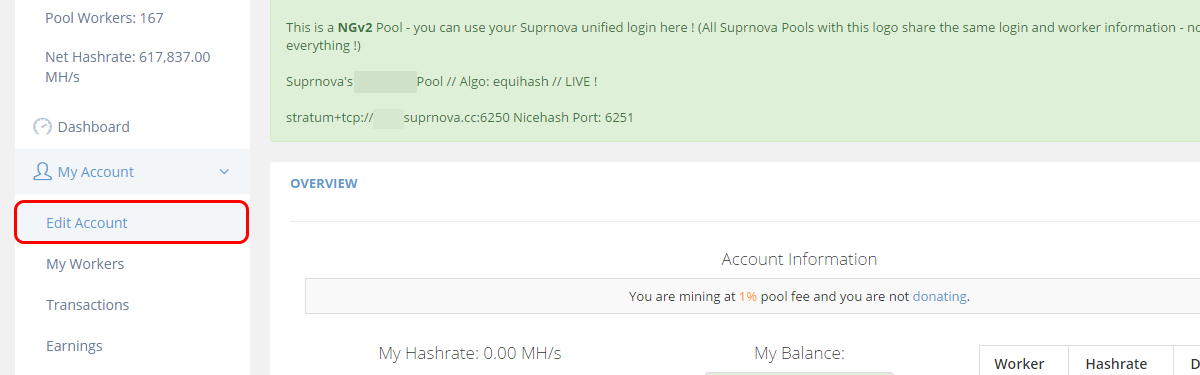 Pool Workers: 167
Net Hashrate: 617,837.00
MH/s
Dashboard
My Account
Edit Account
My Workers
Transactions
Earnings
This is a NGv2 Pool - you can use your Suprnova unified login here ! (All Suprnova Pools with this logo share the same login and worker information - no
everything !)
Suprnova's Pool // Algo: equihash // LIVE !
stratum+tcp:// suprnova.cc:6250 Nicehash Port: 6251
OVERVIEW
Account Information
You are mining at 1% pool fee and you are not donating.
My Hashrate: 0.00 MH/s
My Balance:
Worker Hashrate D